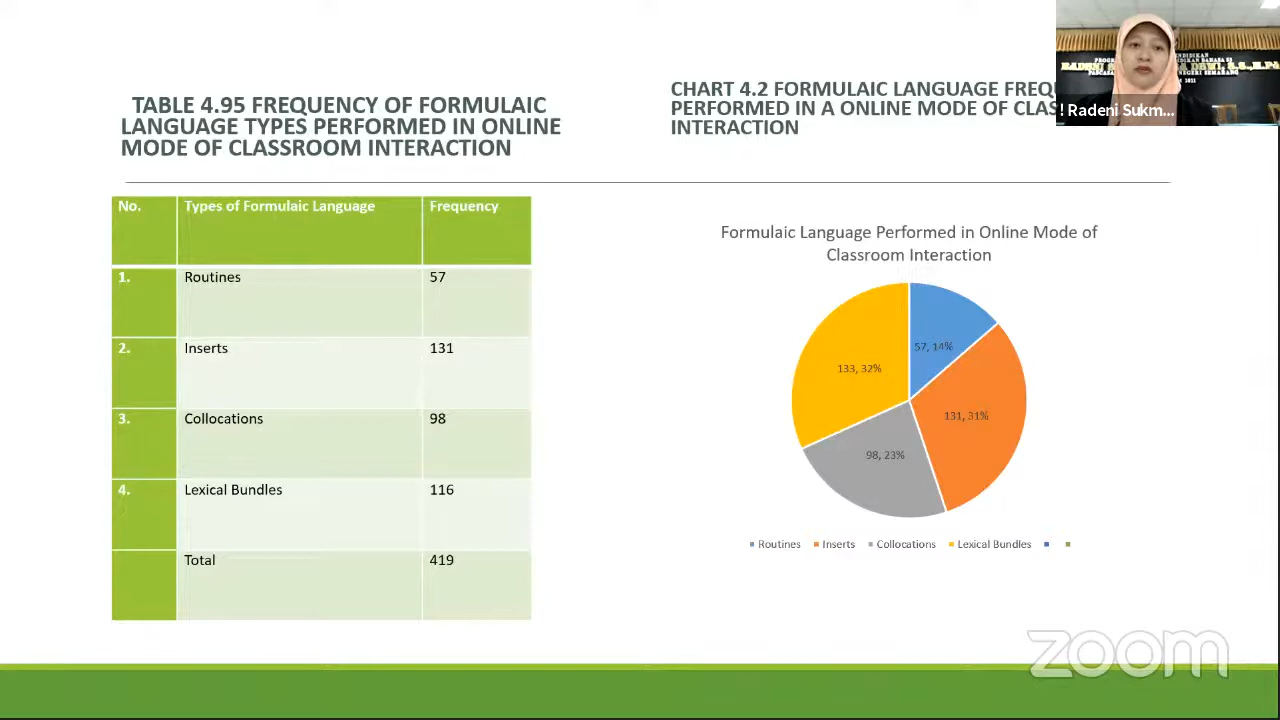 TABLE 4.95 FREQUENCY OF FORMULAIC
LANGUAGE TYPES PERFORMED IN ONLINE
MODE OF CLASSROOM INTERACTION
CHART 4.2 FORMULAIC LANGUAGE FREQU
PERFORMED IN A ONLINE MODE OF CLAS
INTERACTION
! Radeni Sukm...
No. Types of Formulaic Language Frequency
1. Routines 57
2. Inserts 131
3. Collocations 98
4. Lexical Bundles 116
Total 419
Formulaic Language Performed in Online Mode of
Classroom Interaction
57, 14%
133, 32%
131, 31%
98, 23%
Routines Inserts Collocations Lexical Bundles
zoom